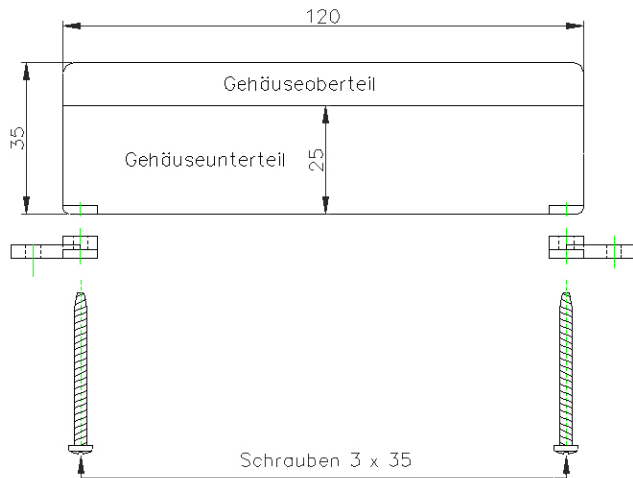 120
Gehäuseoberteil
35
Gehäuseunterteil
25
Schrauben 3 x 35